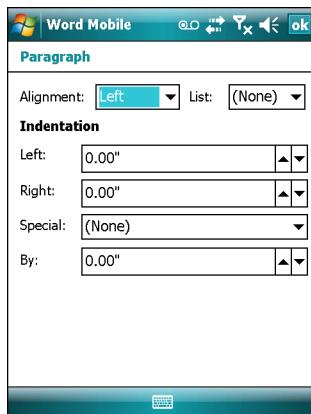 Word Mobile ok
Paragraph
Alignment: Left List: (None)
Indentation
Left: 0.00"
Right: 0.00"
Special: (None)
By: 0.00"